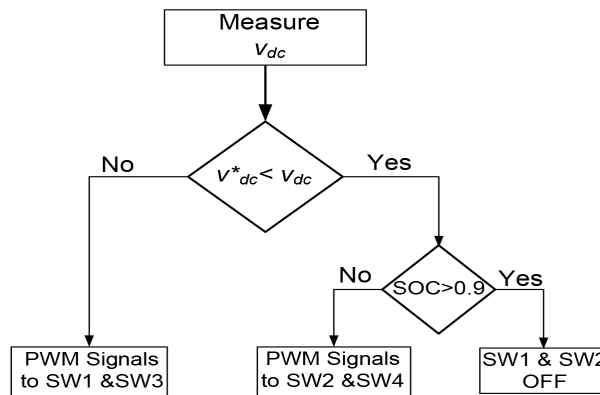 Measure
v_dc
No
v*_dc< v_dc
Yes
No
SOC>0.9
Yes
PWM Signals
to SW1 &SW3
PWM Signals
to SW2 &SW4
SW1 & SW2
OFF